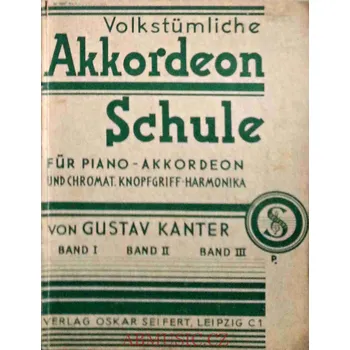 Volkstümliche
Akkordeon
Schule
FÜR PIANO-AKKORDEON
UND CHROMAT. KNOPFGRIFF-HARMONIKA
VON GUSTAV KANTER
BAND I BAND II BAND III
S
P.
VERLAG OSKAR SEIFERT, LEIPZIG C1